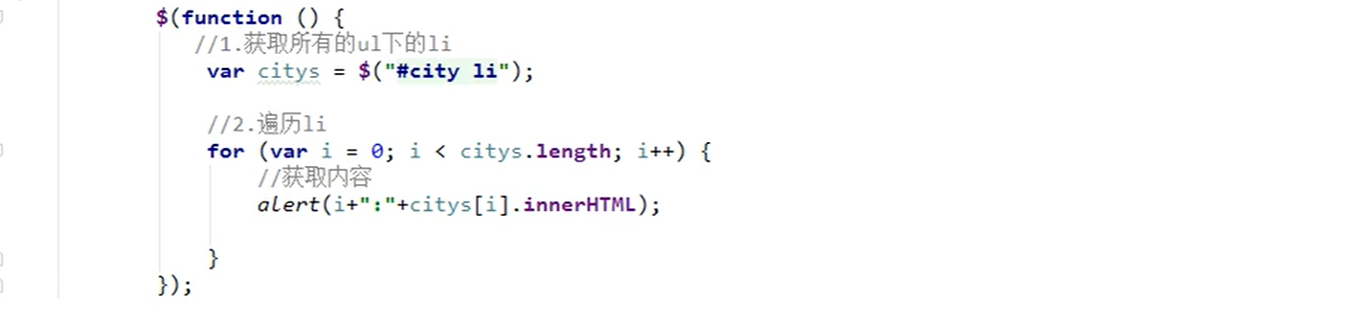 $(function () {
//1.获取所有的ul下的li
var citys = $("#city li");
//2.遍历li
for (var i = 0; i < citys.length; i++) {
//获取内容
alert(i+":"+citys[i].innerHTML);
}
});